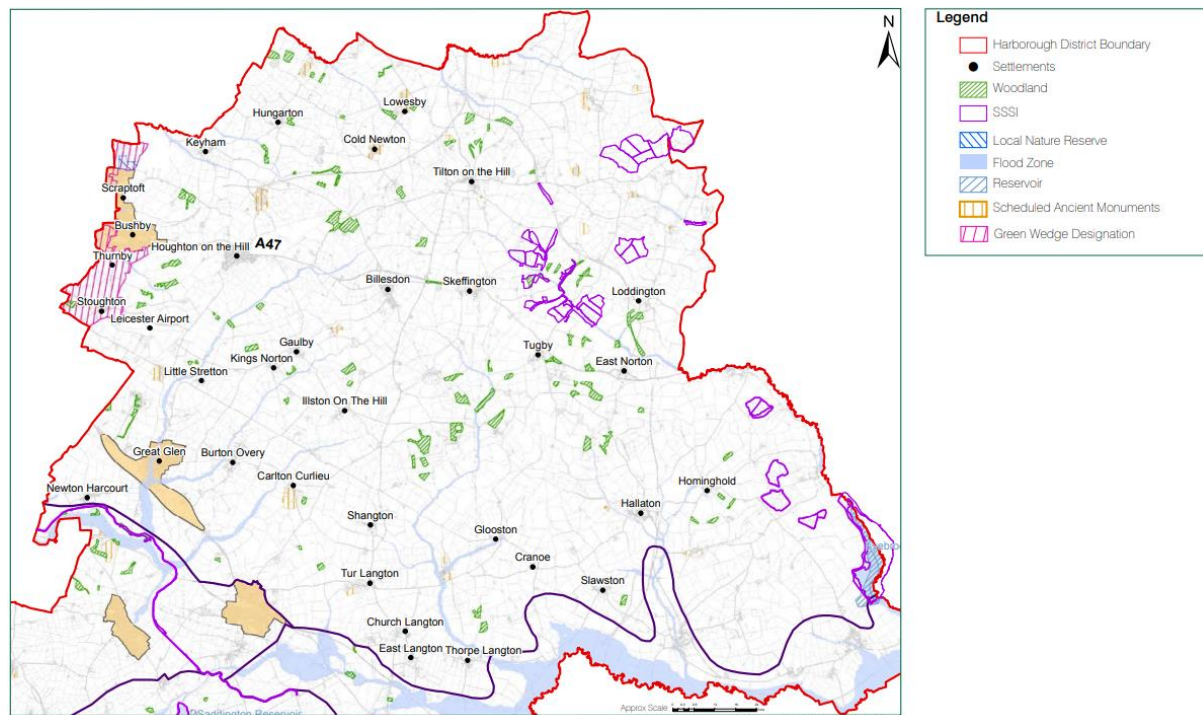 N
Lowesby
Hungarton
Cold Newton
Keyham
Tilton on the Hill
Scraptoft
Bushby
Houghton on the Hill
A47
Thurnby
Billesdon
Skeffington
Loddington
Stoughton
Leicester Airport
Gaulby
Tugby
Kings Norton
East Norton
Little Stretton
Illston On The Hill
Great Glen
Burton Overy
Carlton Curlieu
Horninghold
Newton Harcourt
Hallaton
Shangton
Glooston
Cranoe
Tur Langton
Slawston
Church Langton
East Langton
Thorpe Langton
Saddington Reservoir
Approx Scale
Legend
Harborough District Boundary
Settlements
Woodland
SSSI
Local Nature Reserve
Flood Zone
Reservoir
Scheduled Ancient Monuments
Green Wedge Designation